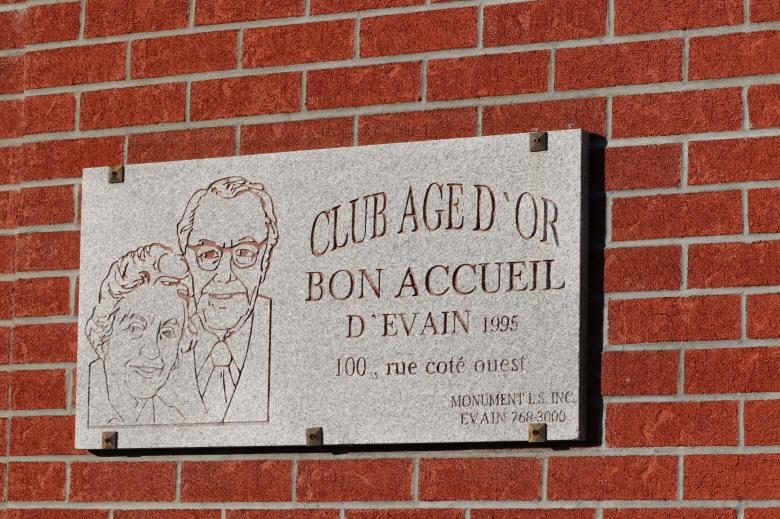 CLUB AGE D`OR
BON ACCUEIL
D`EVAIN 1995
100, rue coté ouest
MONUMENT L.S. INC.
EVAIN 768-3000